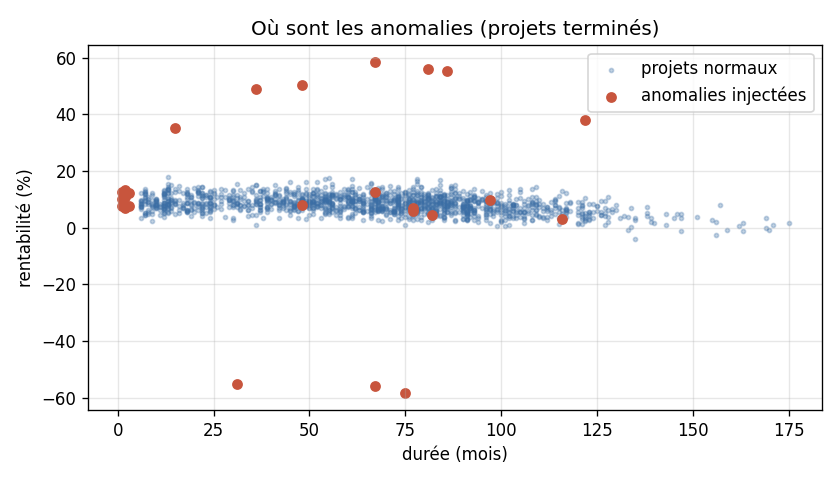 Où sont les anomalies (projets terminés)
projets normaux
anomalies injectées
rentabilité (%)
60
40
20
0
−20
−40
−60
0 25 50 75 100 125 150 175
durée (mois)